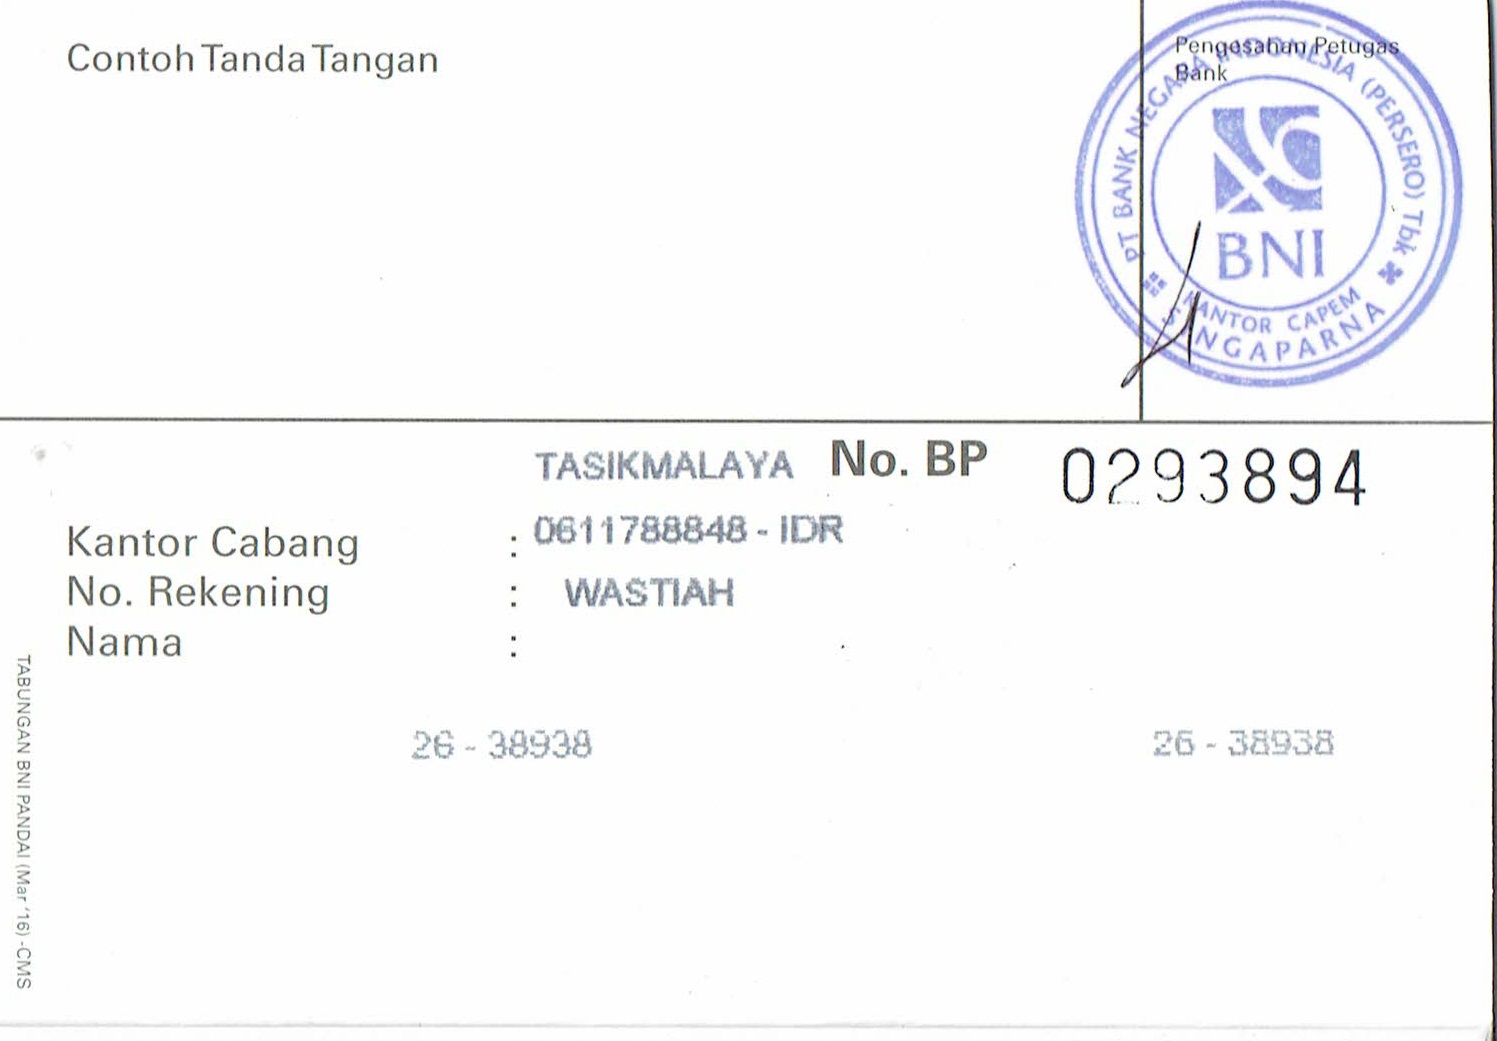 Contoh Tanda Tangan
Pengesahan Petugas
Bank
PT BANK NEGARA INDONESIA (PERSERO) Tbk
BNI
KANTOR CAPEM
SINGAPARNA
TASIKMALAYA No. BP 0293894
Kantor Cabang : 0611788848 - IDR
No. Rekening : WASTIAH
Nama :
26 - 38938 26 - 38938
TABUNGAN BNI PANDAI (Mar '16) -CMS